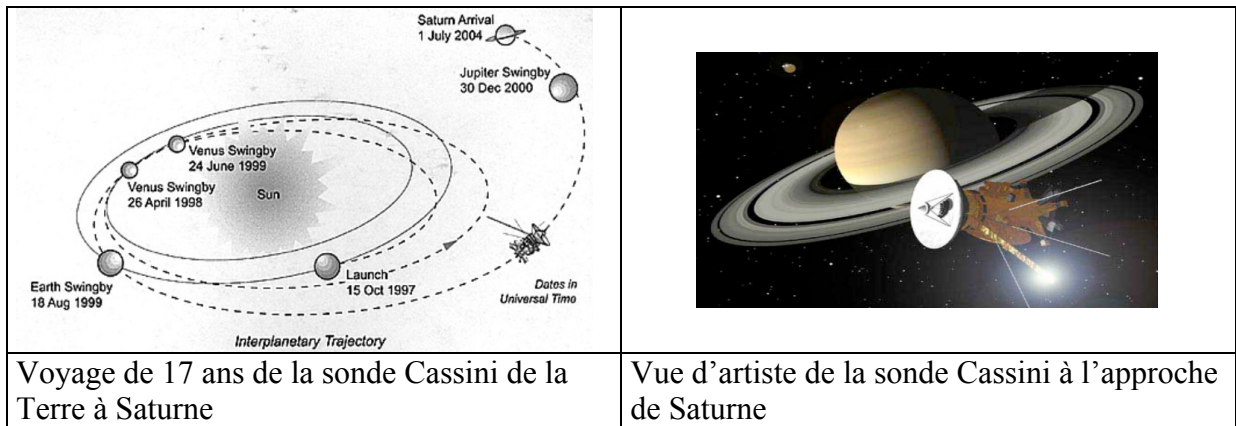 Saturn Arrival
1 July 2004
Jupiter Swingby
30 Dec 2000
Venus Swingby
24 June 1999
Venus Swingby
26 April 1998
Sun
Earth Swingby
18 Aug 1999
Launch
15 Oct 1997
Dates in
Universal Time
Interplanetary Trajectory
Voyage de 17 ans de la sonde Cassini de la
Terre à Saturne
Vue d’artiste de la sonde Cassini à l’approche
de Saturne